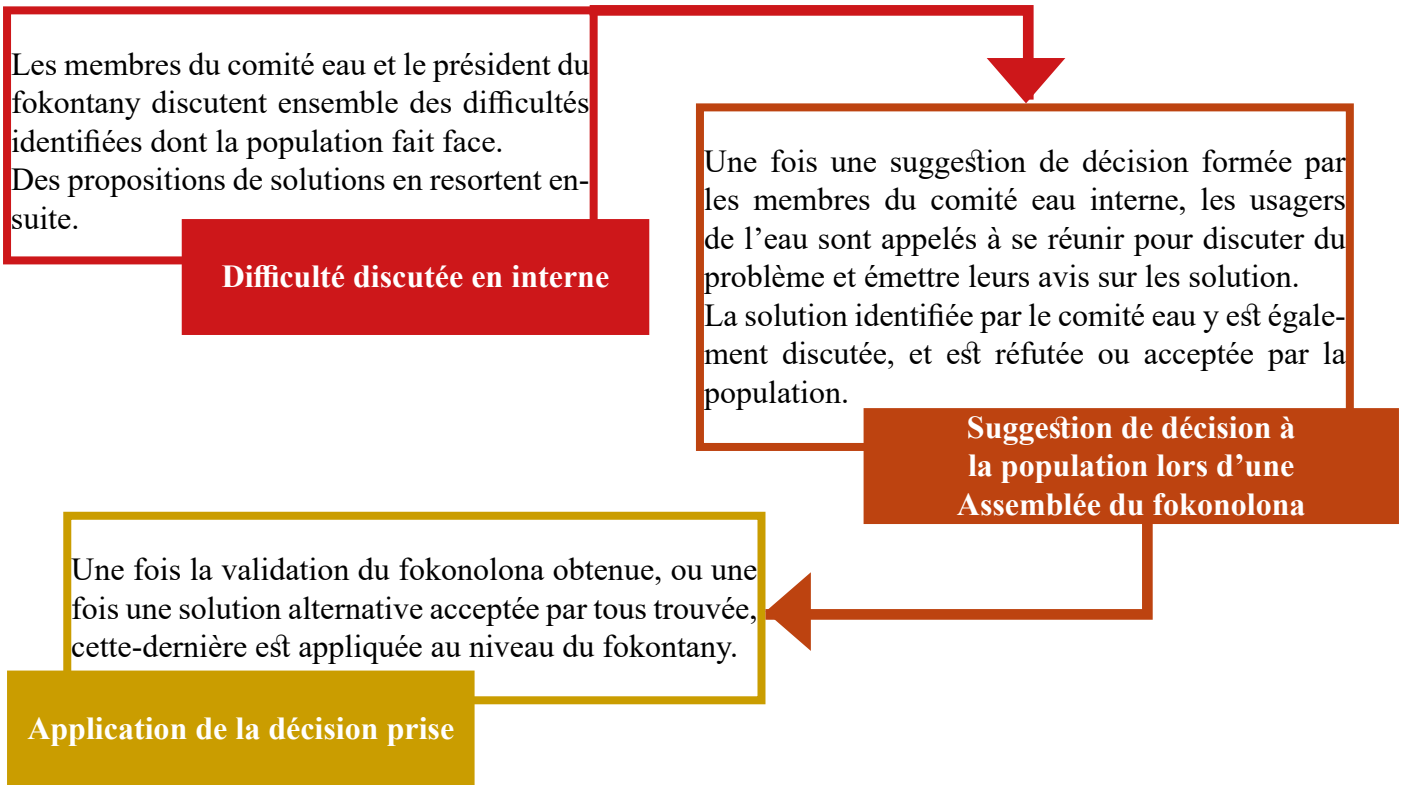 Les membres du comité eau et le président du
fokontany discutent ensemble des difficultés
identifiées dont la population fait face.
Des propositions de solutions en resortent en-
suite.
Difficulté discutée en interne
Une fois une suggestion de décision formée par
les membres du comité eau interne, les usagers
de l’eau sont appelés à se réunir pour discuter du
problème et émettre leurs avis sur les solution.
La solution identifiée par le comité eau y est égale-
ment discutée, et est réfutée ou acceptée par la
population.
Suggestion de décision à
la population lors d’une
Assemblée du fokonolona
Une fois la validation du fokonolona obtenue, ou une
fois une solution alternative acceptée par tous trouvée,
cette-dernière est appliquée au niveau du fokontany.
Application de la décision prise